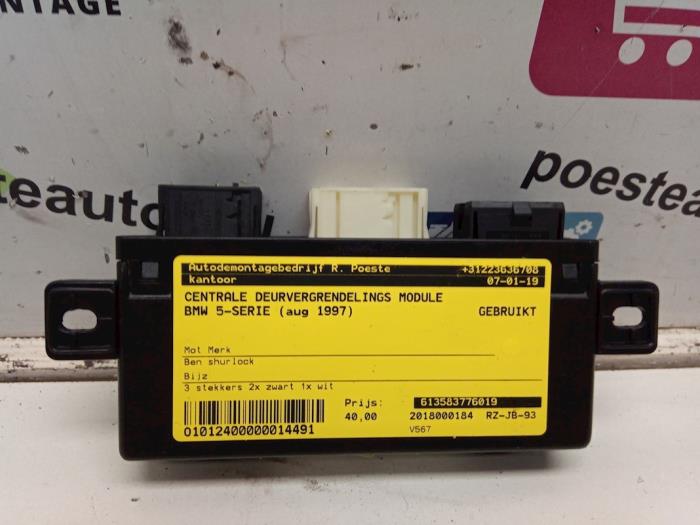 NTAGE
teauto
poestea
Autodemontagebedrijf R. Poeste +31223636708
kantoor 07-01-19
CENTRALE DEURVERGRENDELINGS MODULE
BMW 5-SERIE (aug 1997) GEBRUIKT
Mot Merk
Ben shurlock
Bijz
3 stekkers 2x zwart 1x wit
Prijs: 613583776019
40,00 2018000184 RZ-JB-93
01012400000014491 V567